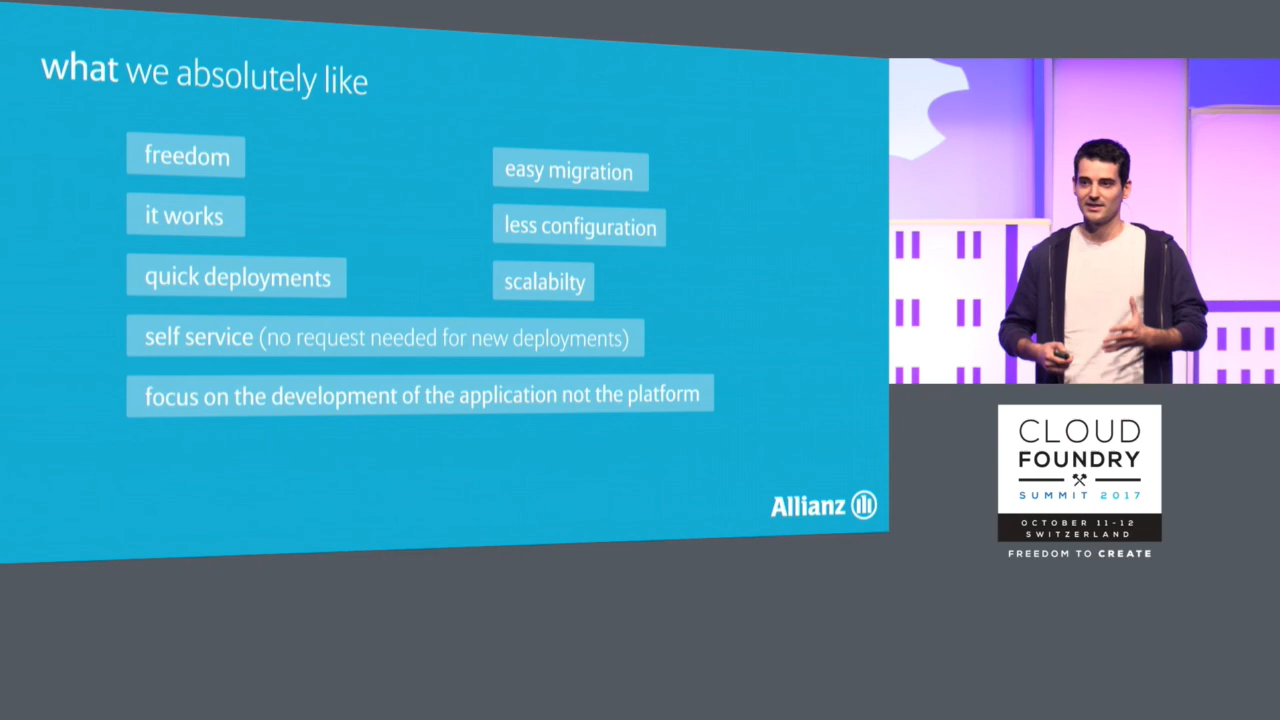 what we absolutely like
freedom
it works
quick deployments
self service (no request needed for new deployments)
focus on the development of the application not the platform
easy migration
less configuration
scalabilty
Allianz
CLOUD
FOUNDRY
SUMMIT 2017
OCTOBER 11-12
SWITZERLAND
FREEDOM TO CREATE